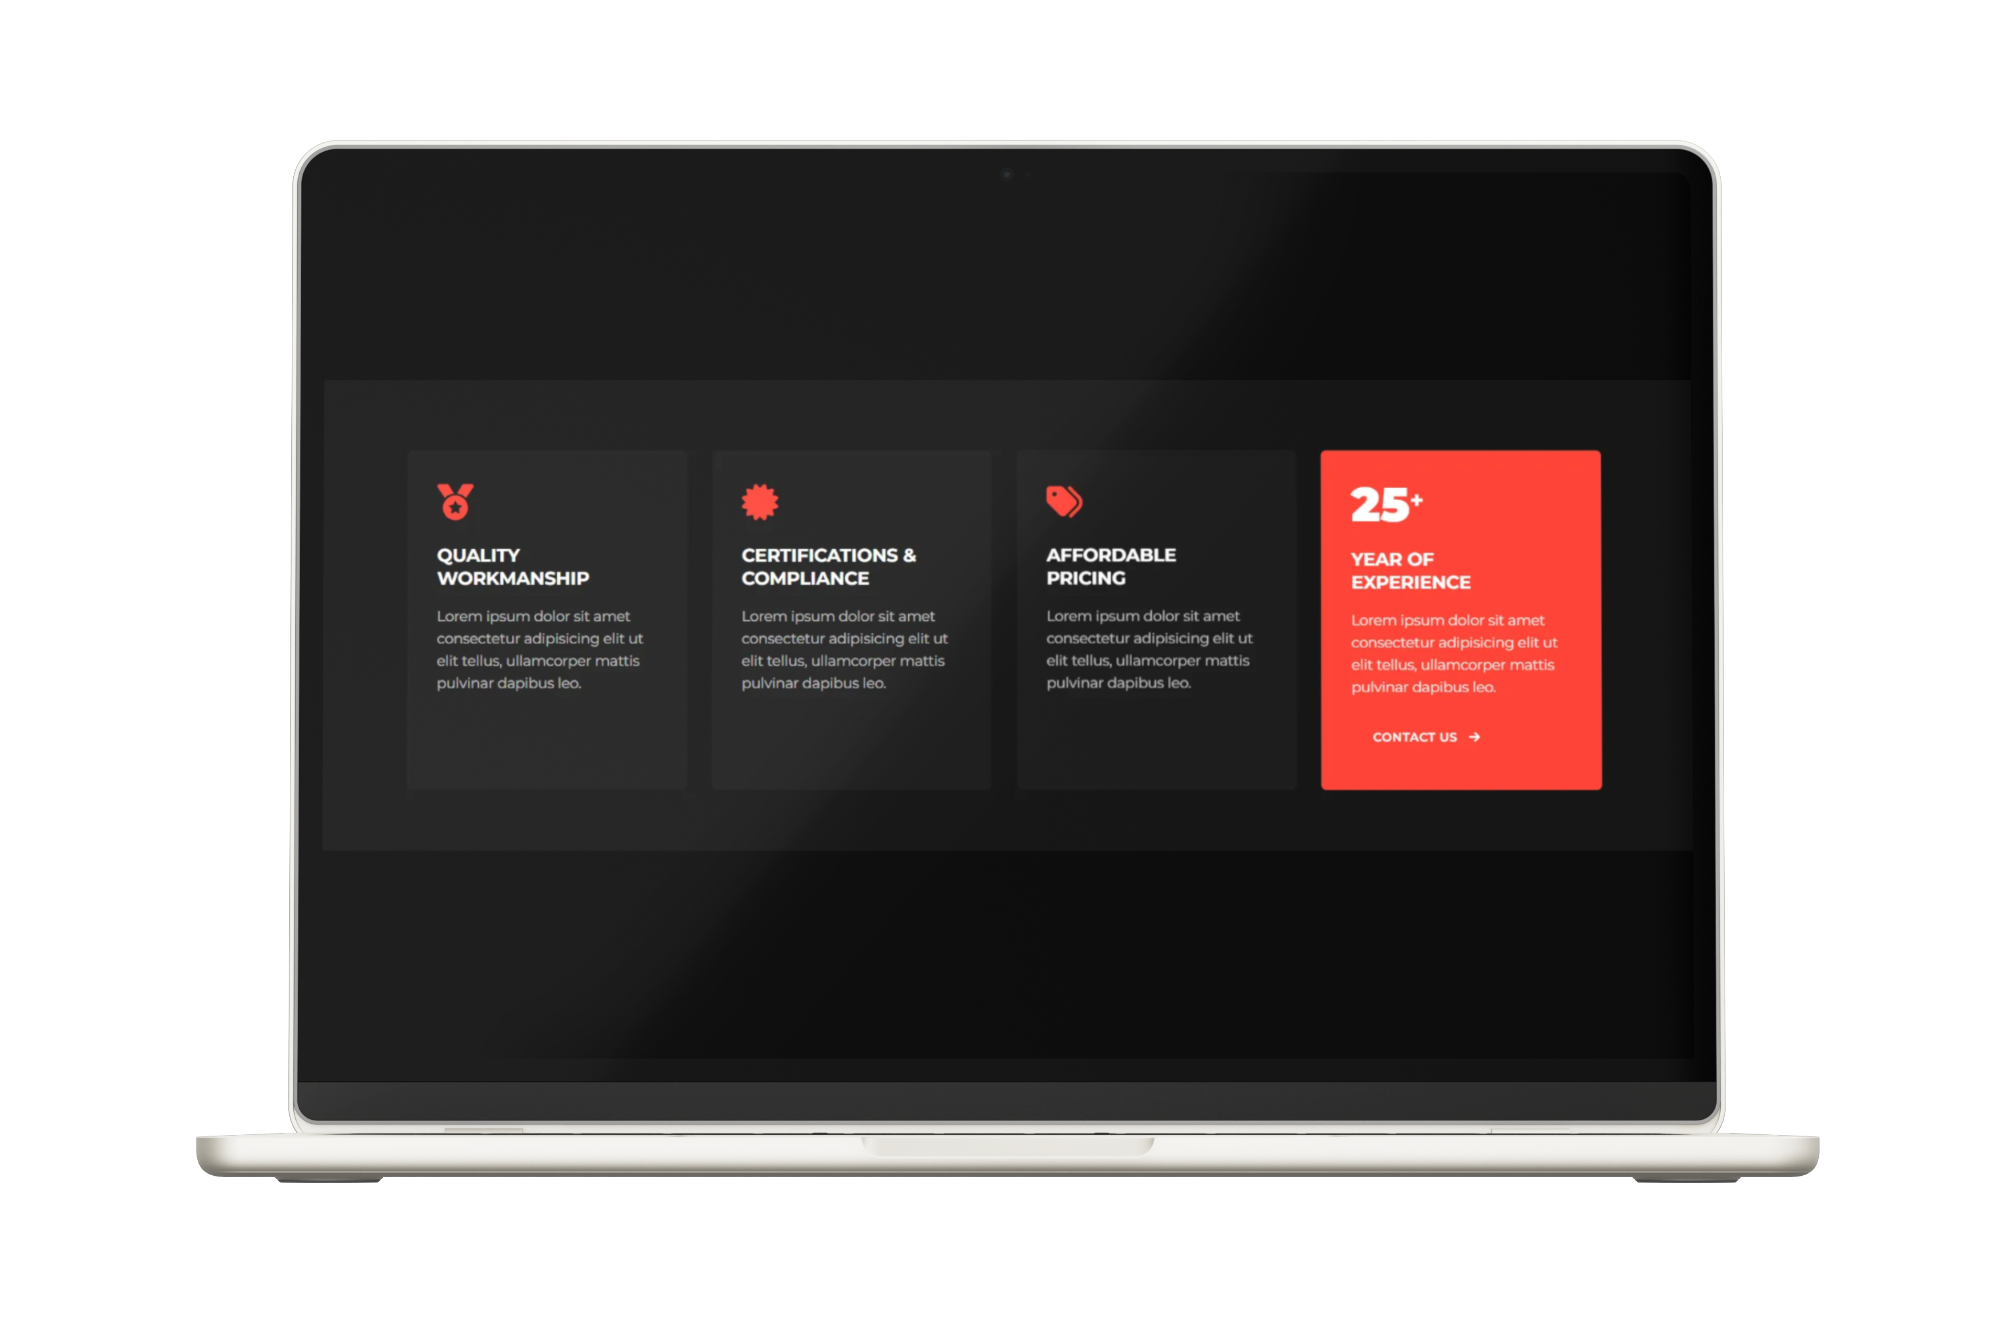 QUALITY
WORKMANSHIP
Lorem ipsum dolor sit amet
consectetur adipisicing elit ut
elit tellus, ullamcorper mattis
pulvinar dapibus leo.
CERTIFICATIONS &
COMPLIANCE
Lorem ipsum dolor sit amet
consectetur adipisicing elit ut
elit tellus, ullamcorper mattis
pulvinar dapibus leo.
AFFORDABLE
PRICING
Lorem ipsum dolor sit amet
consectetur adipisicing elit ut
elit tellus, ullamcorper mattis
pulvinar dapibus leo.
25+
YEAR OF
EXPERIENCE
Lorem ipsum dolor sit amet
consectetur adipisicing elit ut
elit tellus, ullamcorper mattis
pulvinar dapibus leo.
CONTACT US →